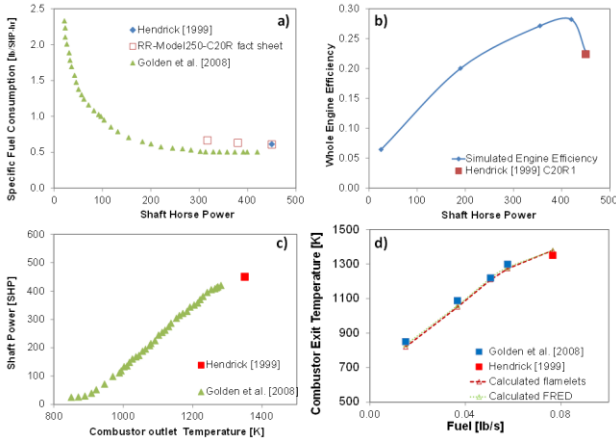 a)
Specific Fuel Consumption [lb/SHP.hr]
2.5
2.0
1.5
1.0
0.5
0.0
Hendrick [1999]
RR-Model250-C20R fact sheet
Golden et al. [2008]
0 100 200 300 400 500
Shaft Horse Power
b)
Whole Engine Efficiency
0.30
0.25
0.20
0.15
0.10
0.05
0.00
Simulated Engine Efficiency
Hendrick [1999] C20R1
0 100 200 300 400 500
Shaft Horse Power
c)
Shaft Power [SHP]
600
500
400
300
200
100
0
Hendrick [1999]
Golden et al. [2008]
800 1000 1200 1400
Combustor outlet Temperature [K]
d)
Combustor Exit Temperature [K]
1500
1300
1100
900
700
500
Golden et al. [2008]
Hendrick [1999]
Calculated flamelets
Calculated FRED
0.00 0.04 0.08
Fuel [lb/s]